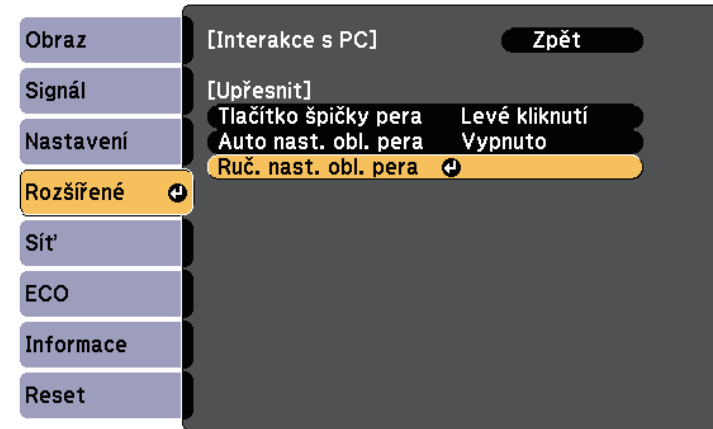 Obraz
Signál
Nastavení
Rozšířené
Síť
ECO
Informace
Reset
[Interakce s PC] Zpět
[Upřesnit]
Tlačítko špičky pera Levé kliknutí
Auto nast. obl. pera Vypnuto
Ruč. nast. obl. pera